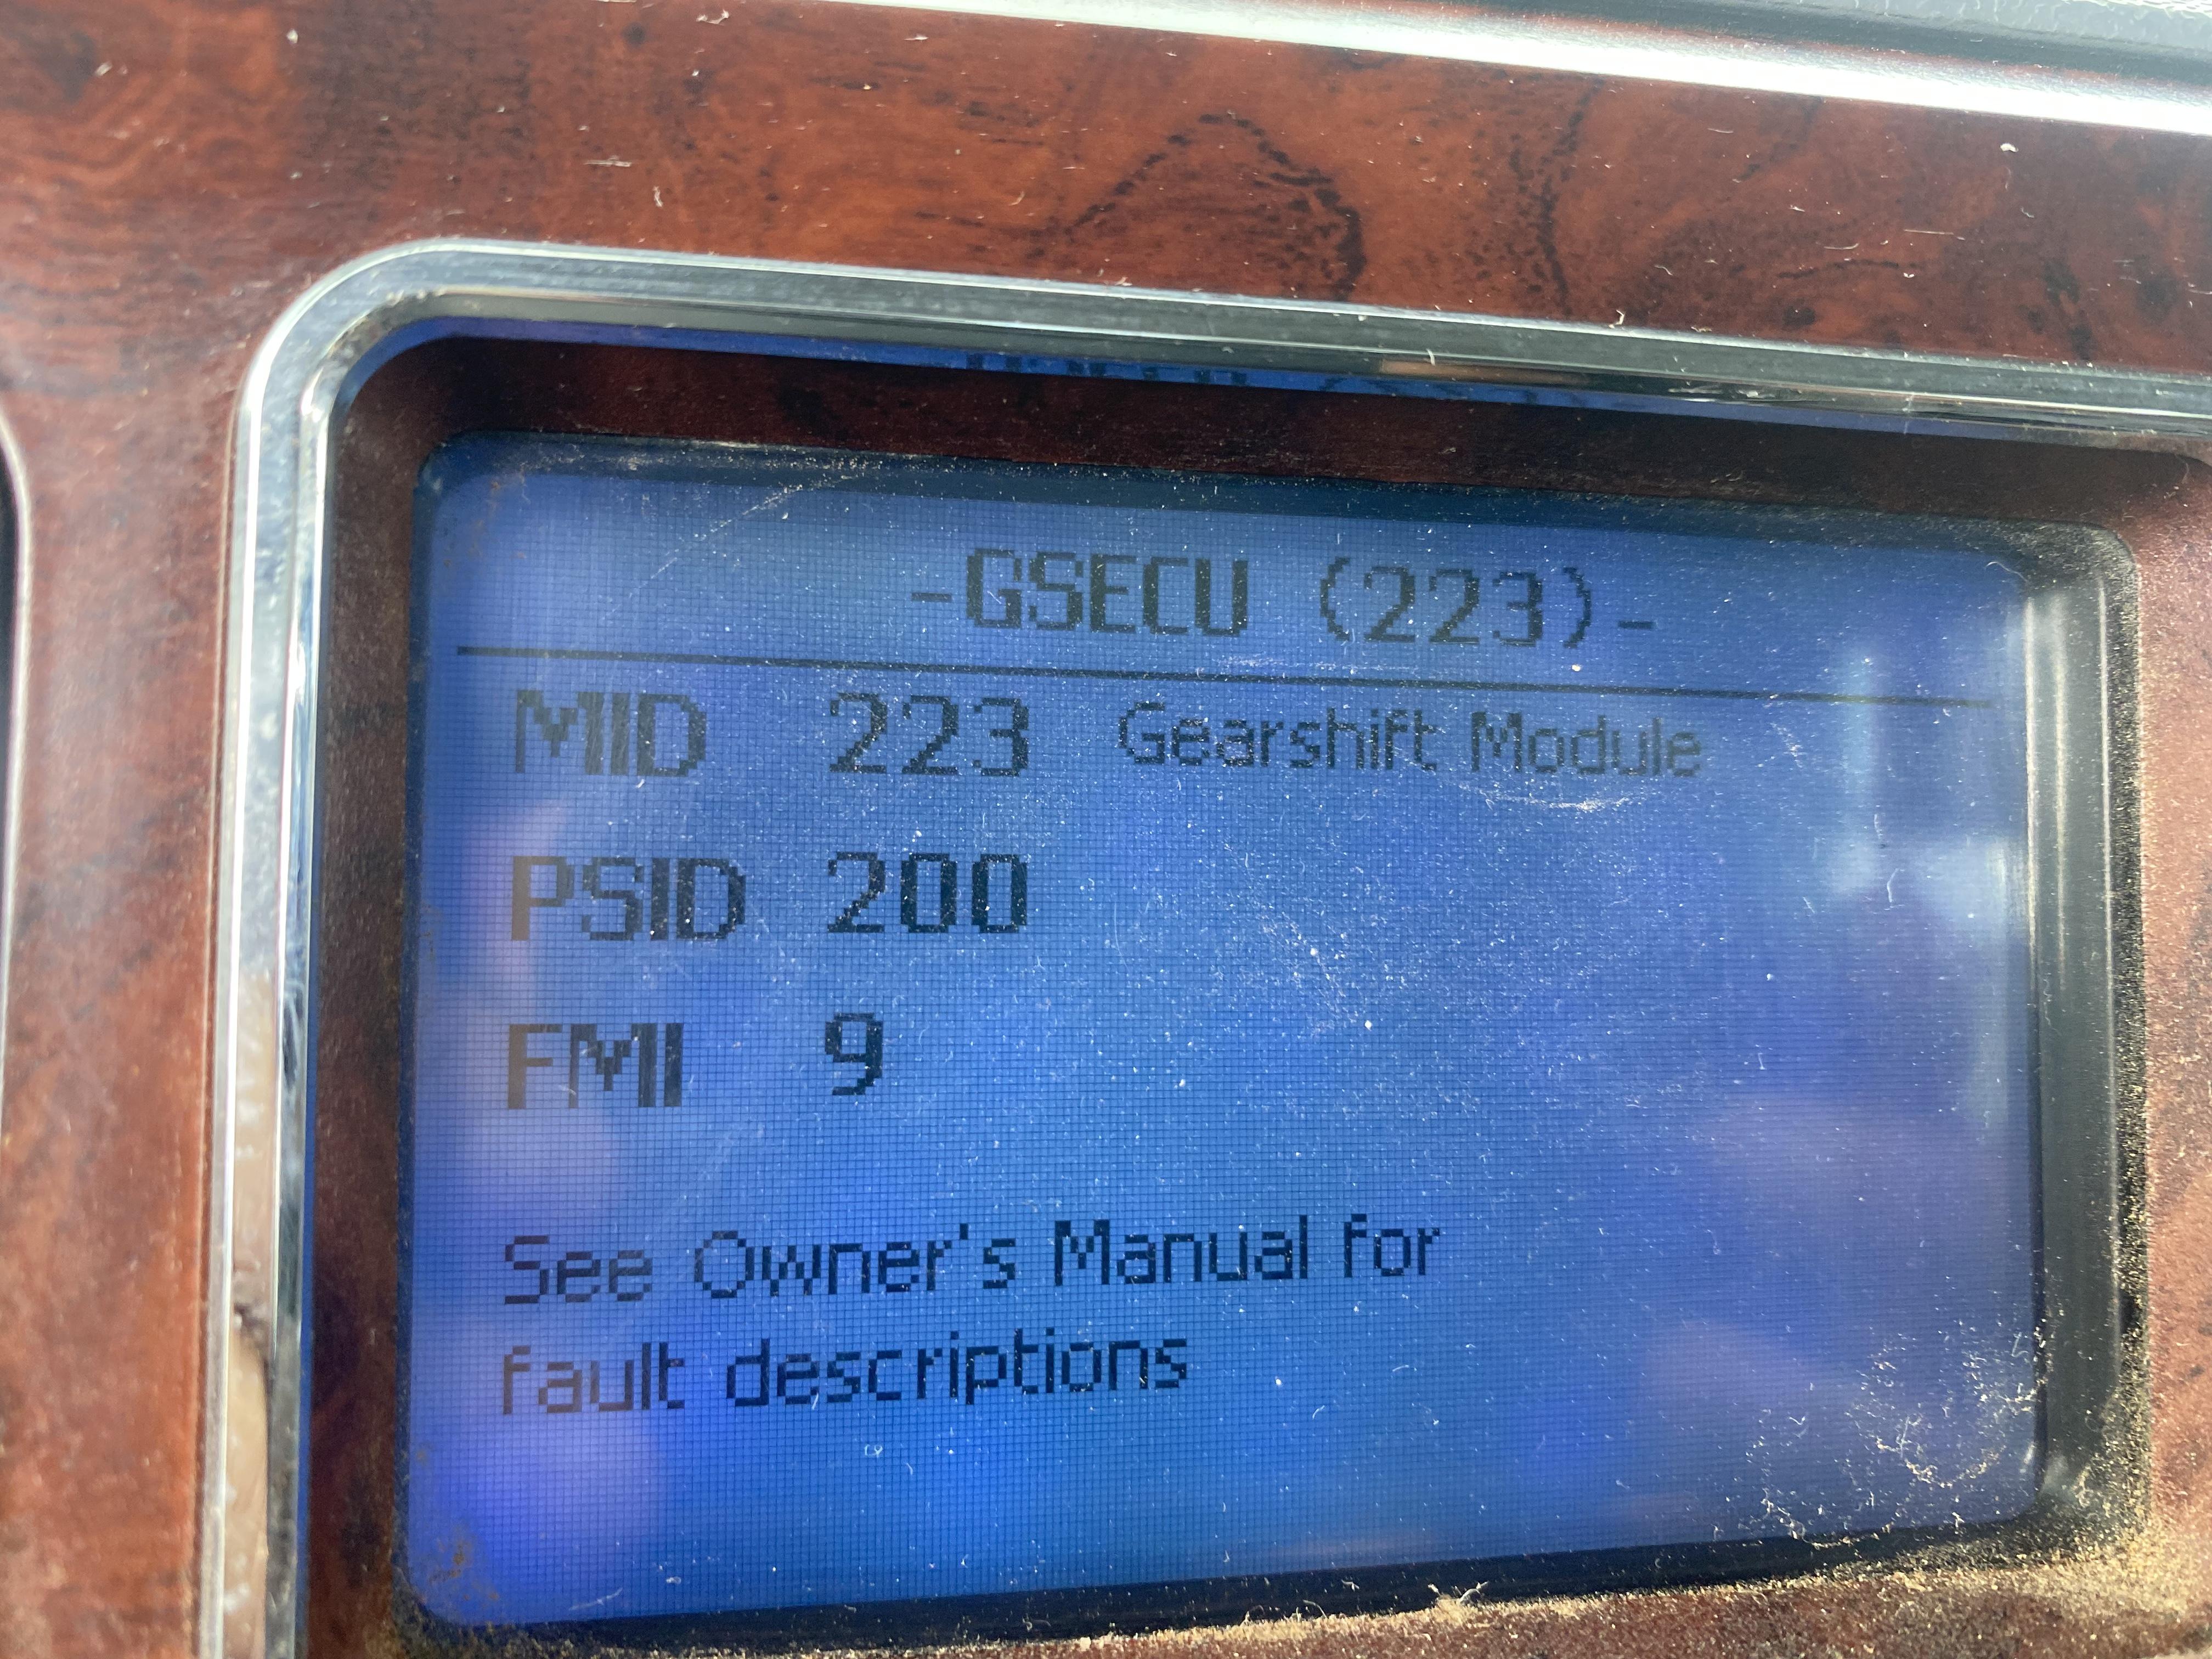 -GSECU (223)-
MID 223 Gearshift Module
PSID 200
FMI 9
See Owner's Manual for
fault descriptions